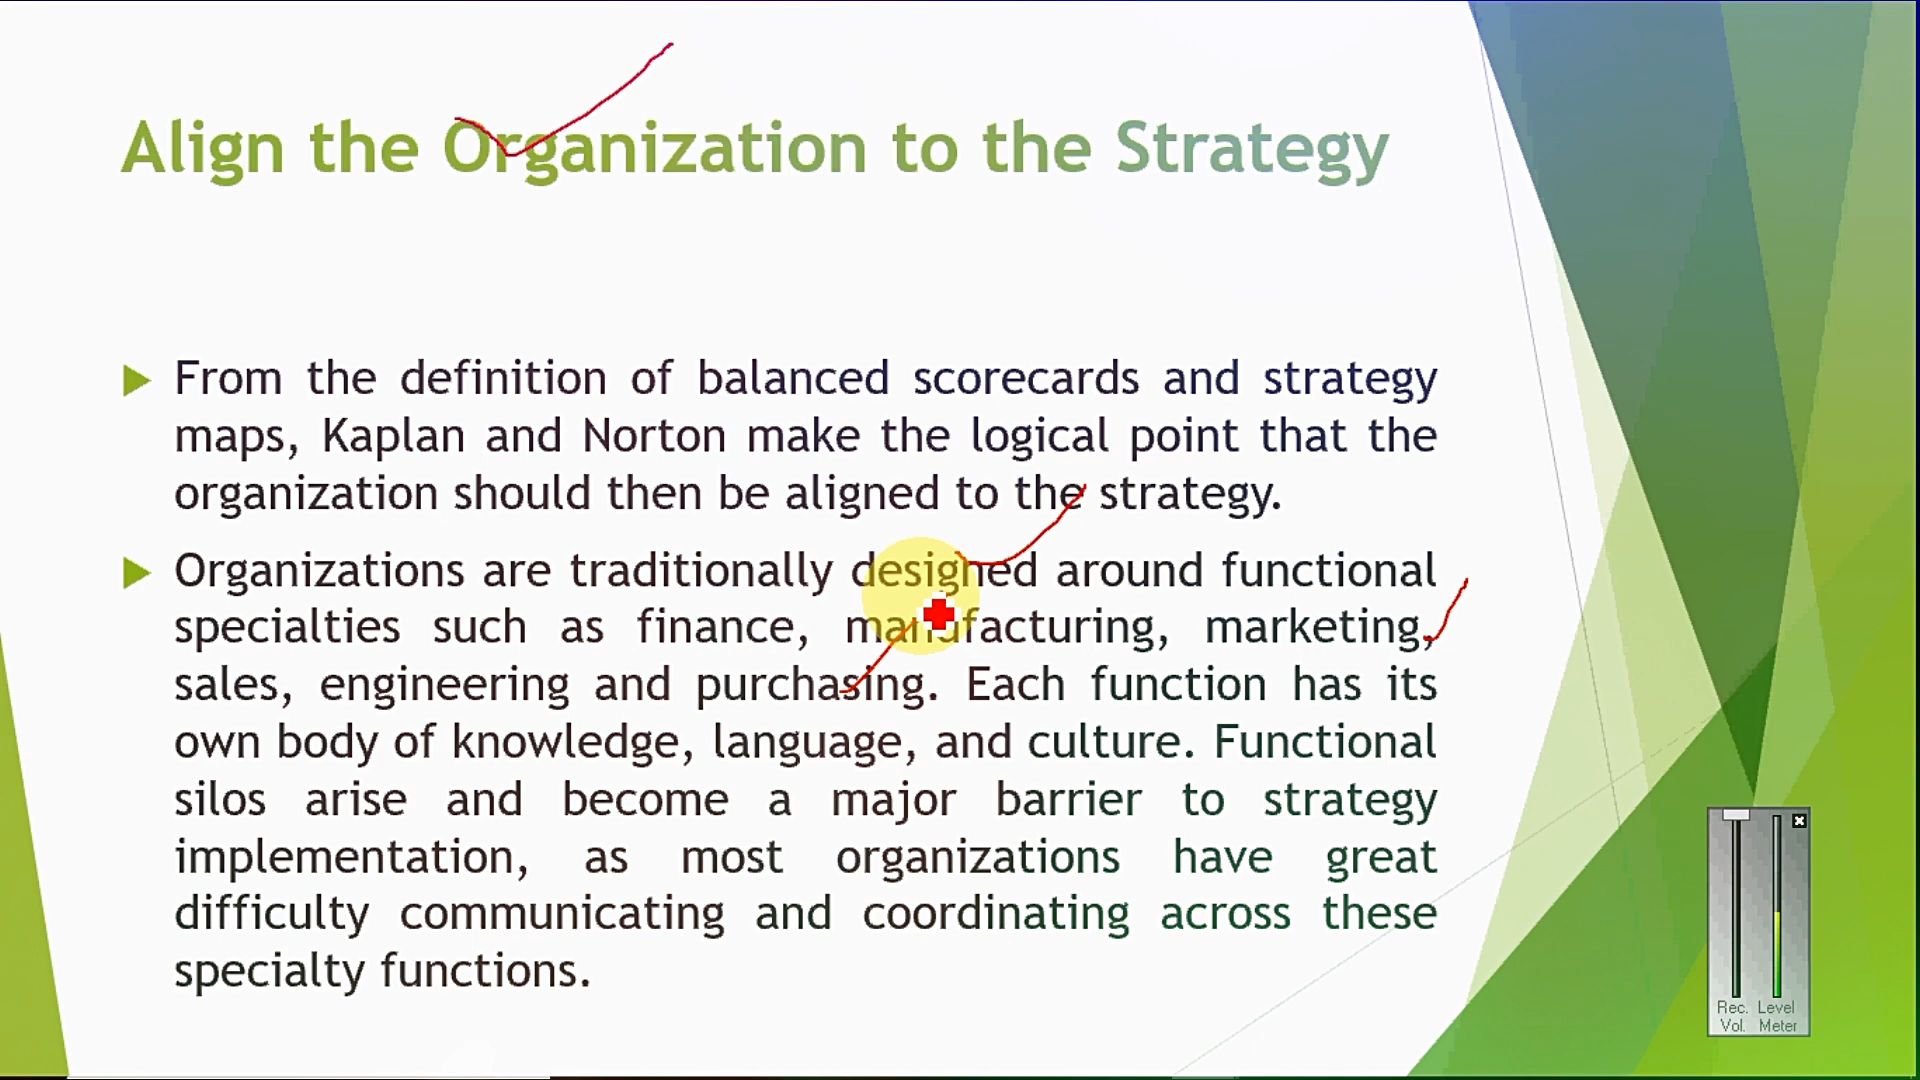 Align the Organization to the Strategy
From the definition of balanced scorecards and strategy
maps, Kaplan and Norton make the logical point that the
organization should then be aligned to the strategy.
Organizations are traditionally designed around functional
specialties such as finance, manufacturing, marketing,
sales, engineering and purchasing. Each function has its
own body of knowledge, language, and culture. Functional
silos arise and become a major barrier to strategy
implementation, as most organizations have great
difficulty communicating and coordinating across these
specialty functions.
Rec. Level
Vol. Meter